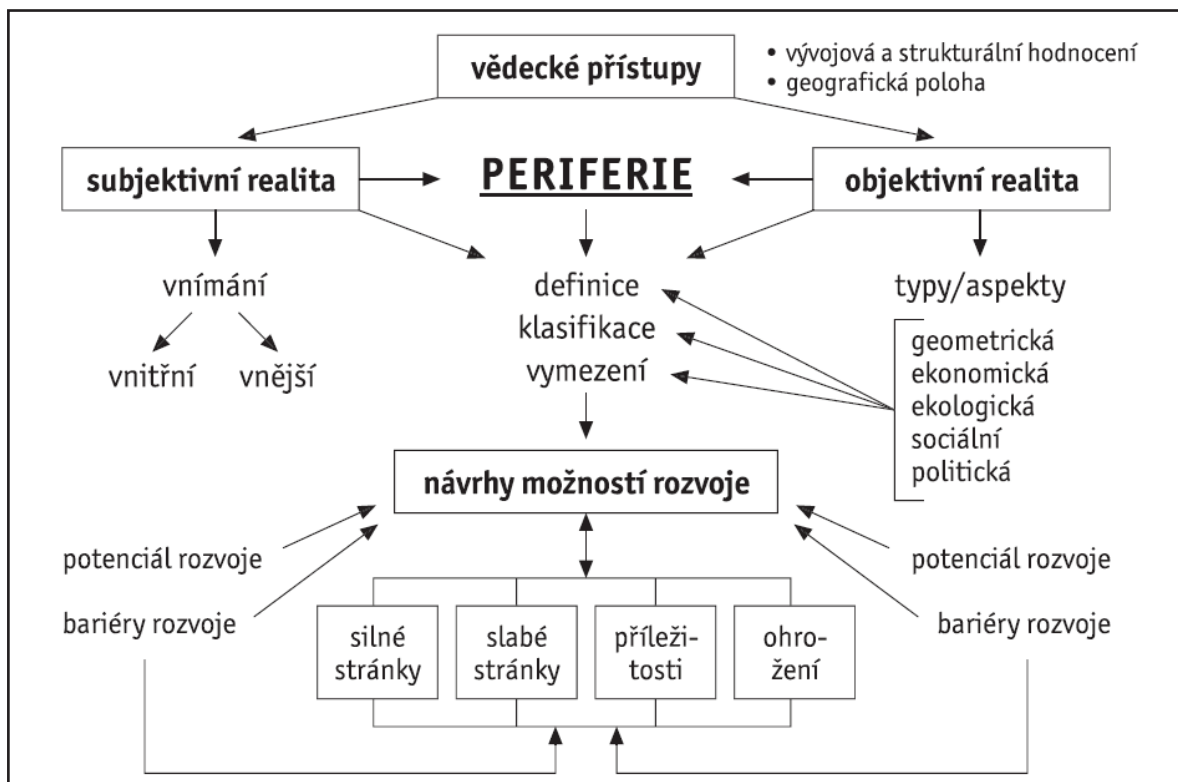 vědecké přístupy
• vývojová a strukturální hodnocení
• geografická poloha
subjektivní realita
PERIFERIE
objektivní realita
vnímání
vnitřní
vnější
definice
klasifikace
vymezení
typy/aspekty
geometrická
ekonomická
ekologická
sociální
politická
návrhy možností rozvoje
potenciál rozvoje
bariéry rozvoje
potenciál rozvoje
bariéry rozvoje
silné
stránky
slabé
stránky
příleži-
tosti
ohro-
žení